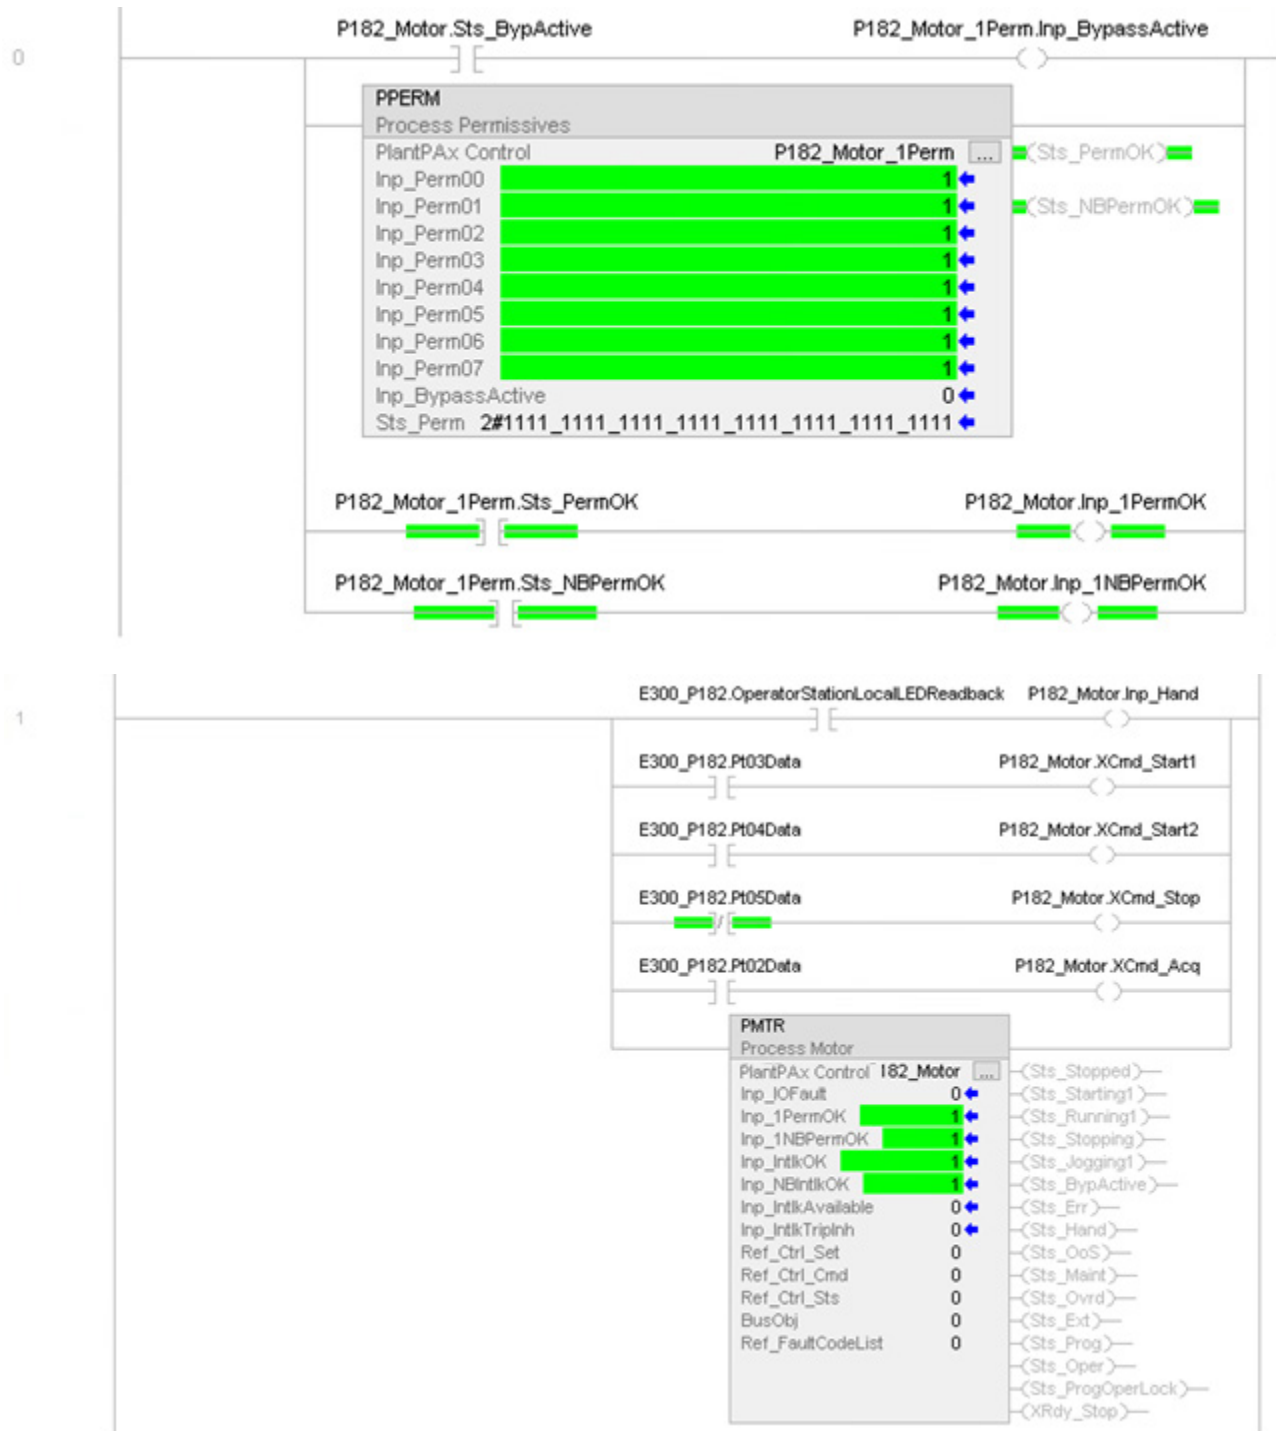 P182_Motor.Sts_BypActive P182_Motor_1Perm.Inp_BypassActive
0
PPERM
Process Permissives
PlantPAx Control P182_Motor_1Perm ... (Sts_PermOK)
Inp_Perm00 1
Inp_Perm01 1 (Sts_NBPermOK)
Inp_Perm02 1
Inp_Perm03 1
Inp_Perm04 1
Inp_Perm05 1
Inp_Perm06 1
Inp_Perm07 1
Inp_BypassActive 0
Sts_Perm 2#1111_1111_1111_1111_1111_1111_1111_1111
P182_Motor_1Perm.Sts_PermOK P182_Motor.Inp_1PermOK
P182_Motor_1Perm.Sts_NBPermOK P182_Motor.Inp_1NBPermOK
E300_P182.OperatorStationLocalLEDReadback P182_Motor.Inp_Hand
1
E300_P182.Pt03Data P182_Motor.XCmd_Start1
E300_P182.Pt04Data P182_Motor.XCmd_Start2
E300_P182.Pt05Data P182_Motor.XCmd_Stop
E300_P182.Pt02Data P182_Motor.XCmd_Acq
PMTR
Process Motor
PlantPAx Control 182_Motor ... (Sts_Stopped)
Inp_IOFault 0 (Sts_Starting1)
Inp_1PermOK 1 (Sts_Running1)
Inp_1NBPermOK 1 (Sts_Stopping)
Inp_IntlkOK 1 (Sts_Jogging1)
Inp_NBIntlkOK 1 (Sts_BypActive)
Inp_IntlkAvailable 0 (Sts_Err)
Inp_IntlkTripInh 0 (Sts_Hand)
Ref_Ctrl_Set 0 (Sts_OoS)
Ref_Ctrl_Cmd 0 (Sts_Maint)
Ref_Ctrl_Sts 0 (Sts_Ovrd)
BusObj 0 (Sts_Ext)
Ref_FaultCodeList 0 (Sts_Prog)
(Sts_Oper)
(Sts_ProgOperLock)
(XRdy_Stop)